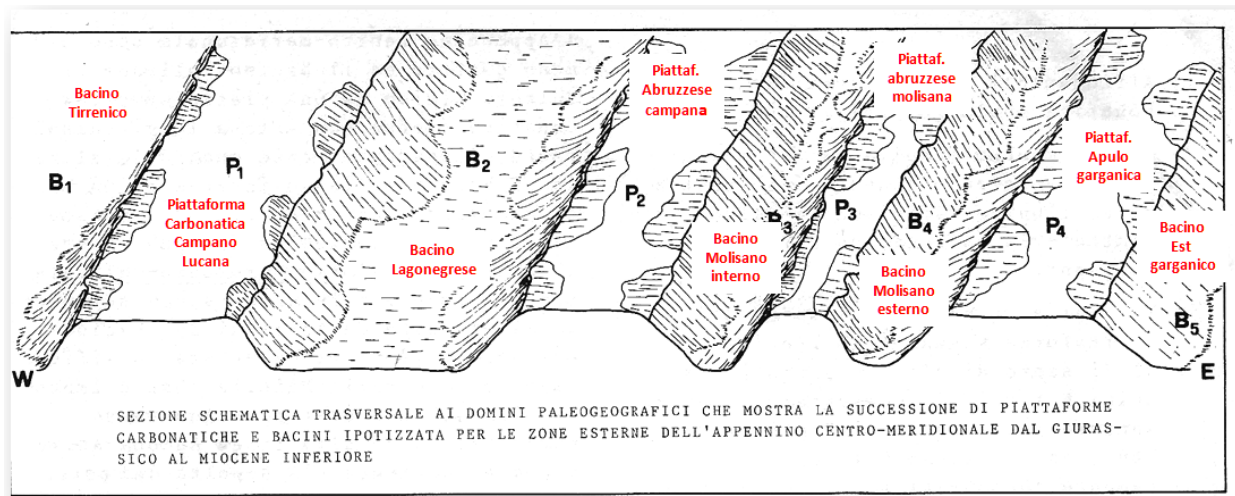 Bacino
Tirrenico
B1
P1
Piattaforma
Carbonatica
Campano
Lucana
B2
Bacino
Lagonegrese
Piattaf.
Abruzzese
campana
P2
Bacino
Molisano
interno
B3
Piattaf.
abruzzese
molisana
P3
B4
Bacino
Molisano
esterno
Piattaf.
Apulo
garganica
P4
Bacino
Est
garganico
B5
W
E
SEZIONE SCHEMATICA TRASVERSALE AI DOMINI PALEOGEOGRAFICI CHE MOSTRA LA SUCCESSIONE DI PIATTAFORME
CARBONATICHE E BACINI IPOTIZZATA PER LE ZONE ESTERNE DELL'APPENNINO CENTRO-MERIDIONALE DAL GIURAS-
SICO AL MIOCENE INFERIORE